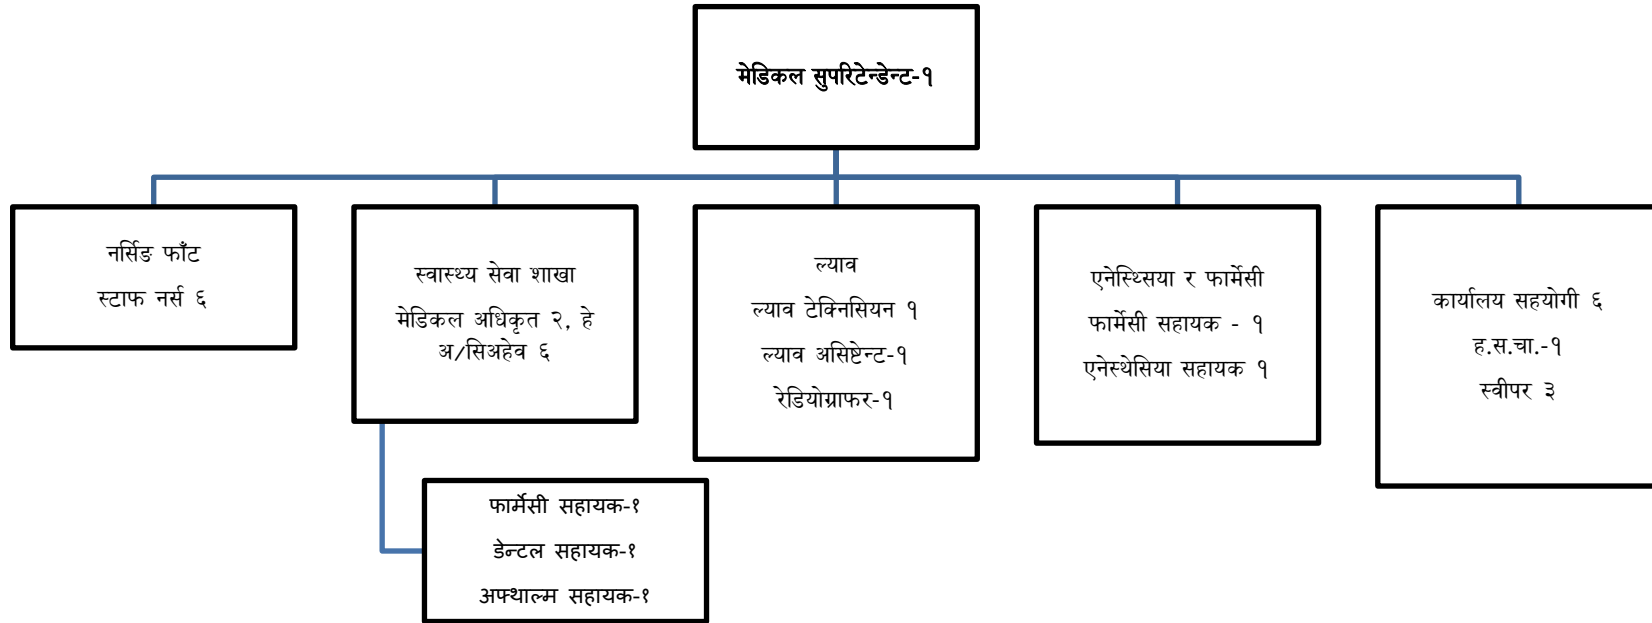 मेडिकल सुपरिटेन्डेन्ट-१
नर्सिङ फाँट
स्टाफ नर्स ६
स्वास्थ्य सेवा शाखा
मेडिकल अधिकृत २, हे
अ/सिअहेव ६
ल्याव
ल्याव टेक्निसियन १
ल्याव असिष्टेन्ट-१
रेडियोग्राफर-१
एनेस्थ्सिया र फार्मेसी
फार्मेसी सहायक - १
एनेस्थेसिया सहायक १
कार्यालय सहयोगी ६
ह.स.चा.-१
स्वीपर ३
फार्मेसी सहायक-१
डेन्टल सहायक-१
अफ्थाल्म सहायक-१